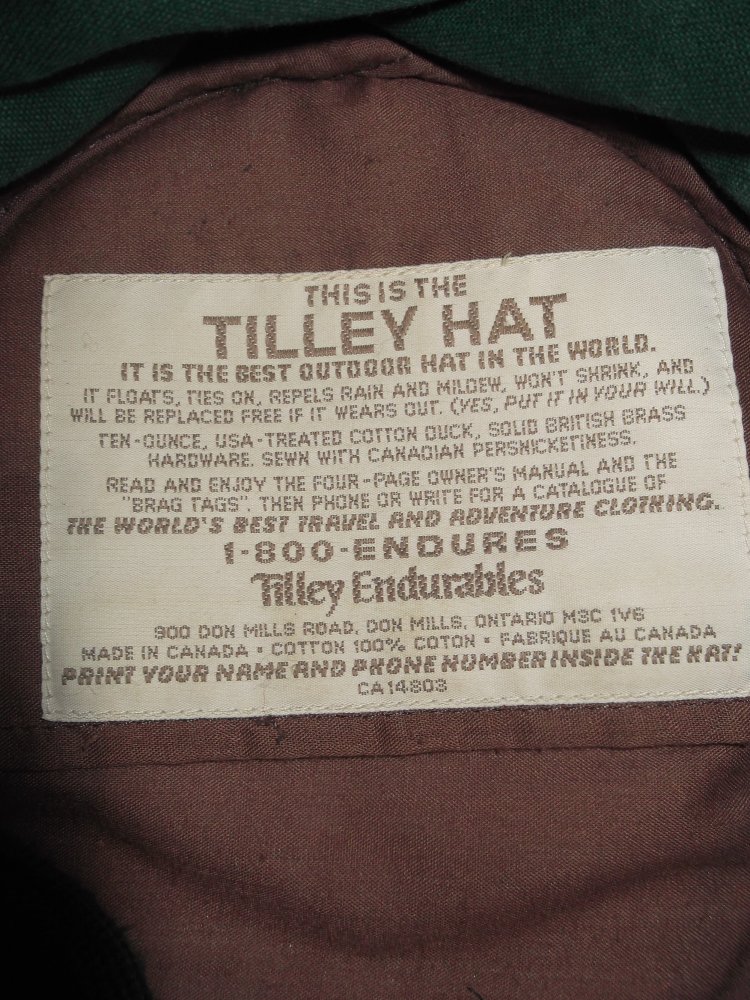 THIS IS THE
TILLEY HAT
IT IS THE BEST OUTDOOR HAT IN THE WORLD.
IT FLOATS, TIES ON, REPELS RAIN AND MILDEW, WON'T SHRINK, AND
WILL BE REPLACED FREE IF IT WEARS OUT. (YES, PUT IT IN YOUR WILL.)
TEN-OUNCE, USA-TREATED COTTON DUCK, SOLID BRITISH BRASS
HARDWARE. SEWN WITH CANADIAN PERSNICKETINESS.
READ AND ENJOY THE FOUR-PAGE OWNER'S MANUAL AND THE
"BRAG TAGS". THEN PHONE OR WRITE FOR A CATALOGUE OF
THE WORLD'S BEST TRAVEL AND ADVENTURE CLOTHING.
1-800-ENDURES
Tilley Endurables
900 DON MILLS ROAD, DON MILLS, ONTARIO M3C 1V6
MADE IN CANADA • COTTON 100% COTON • FABRIQUE AU CANADA
PRINT YOUR NAME AND PHONE NUMBER INSIDE THE HAT!
CA14803